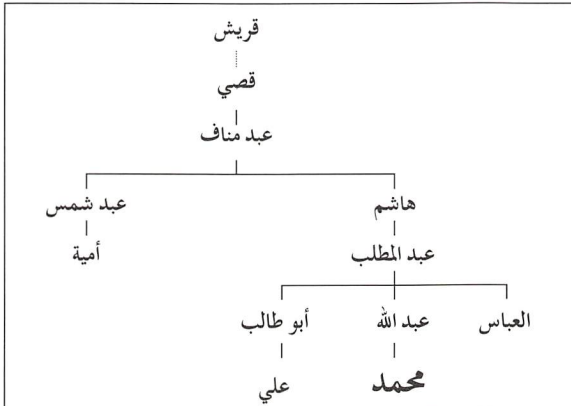 قريش
قصي
عبد مناف
هاشم عبد شمس
عبد المطلب أمية
العباس عبد الله أبو طالب
محمد علي